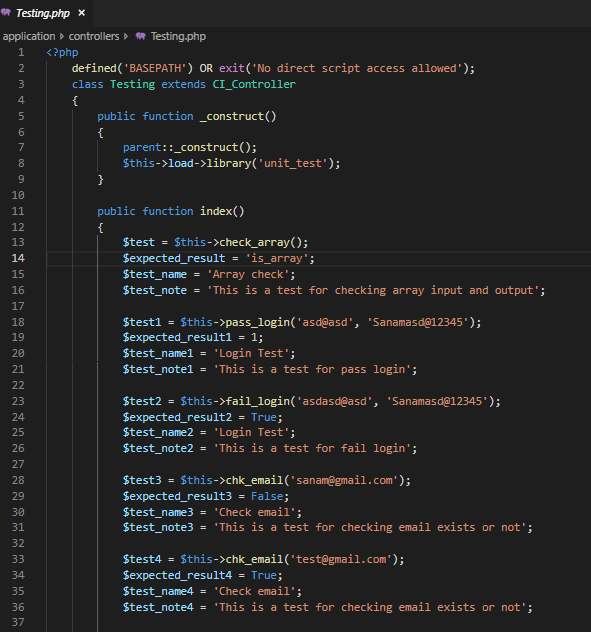 Testing.php ×
application > controllers > Testing.php
1 <?php
2 defined('BASEPATH') OR exit('No direct script access allowed');
3 class Testing extends CI_Controller
4 {
5 public function _construct()
6 {
7 parent::_construct();
8 $this->load->library('unit_test');
9 }
10
11 public function index()
12 {
13 $test = $this->check_array();
14 $expected_result = 'is_array';
15 $test_name = 'Array check';
16 $test_note = 'This is a test for checking array input and output';
17
18 $test1 = $this->pass_login('asd@asd', 'Sanamasd@12345');
19 $expected_result1 = 1;
20 $test_name1 = 'Login Test';
21 $test_note1 = 'This is a test for pass login';
22
23 $test2 = $this->fail_login('asdasd@asd', 'Sanamasd@12345');
24 $expected_result2 = True;
25 $test_name2 = 'Login Test';
26 $test_note2 = 'This is a test for fail login';
27
28 $test3 = $this->chk_email('sanam@gmail.com');
29 $expected_result3 = False;
30 $test_name3 = 'Check email';
31 $test_note3 = 'This is a test for checking email exists or not';
32
33 $test4 = $this->chk_email('test@gmail.com');
34 $expected_result4 = True;
35 $test_name4 = 'Check email';
36 $test_note4 = 'This is a test for checking email exists or not';
37